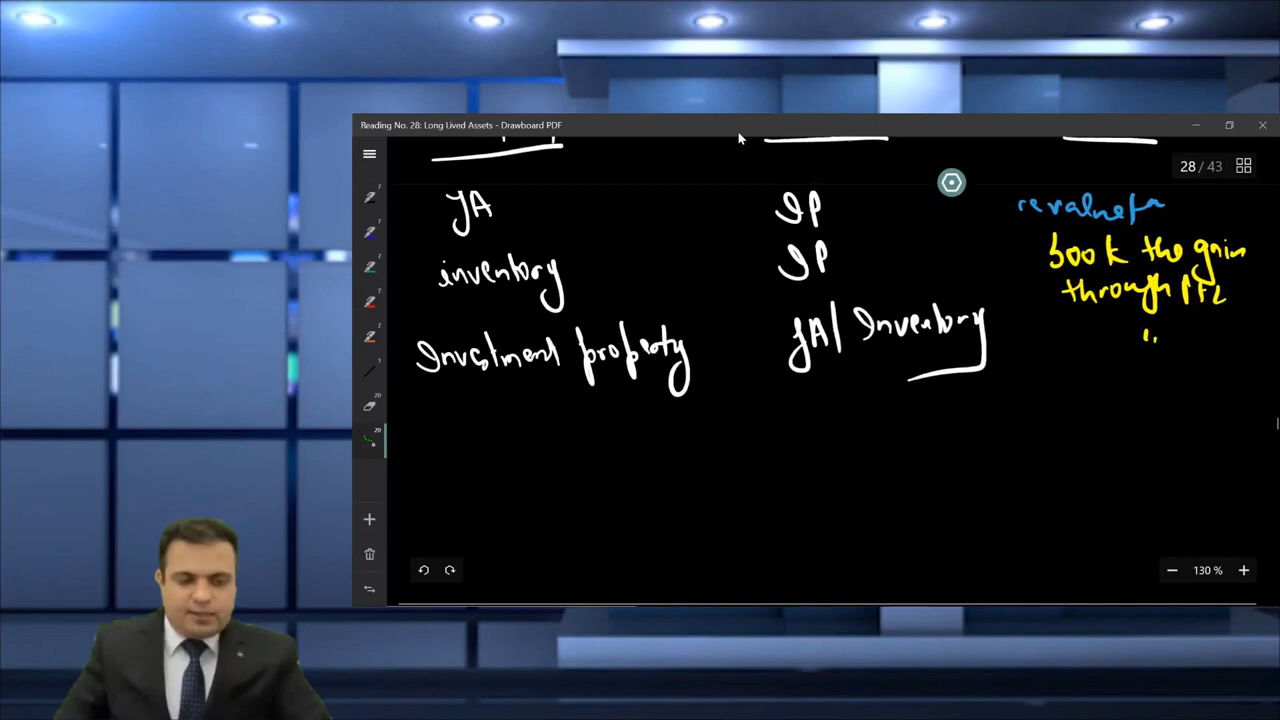 Reading No. 28: Long Lived Assets - Drawboard PDF
28 / 43
FA IP revaluet
inventory IP book the gain
through P&L
Investment property FA/ Inventory
130 %